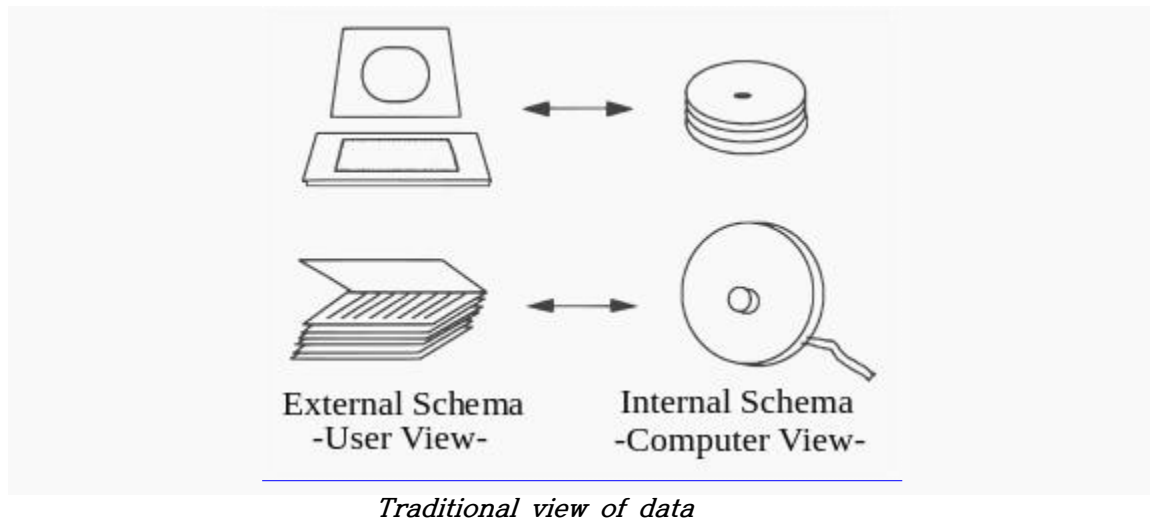 External Schema
-User View-
Internal Schema
-Computer View-
Traditional view of data